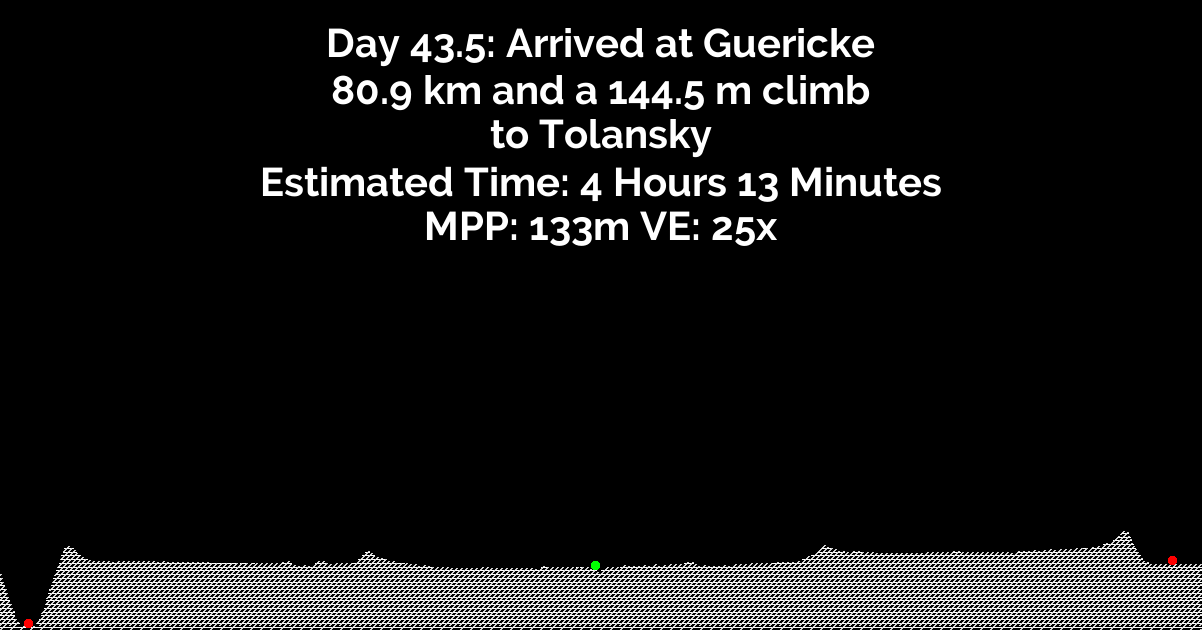 Day 43.5: Arrived at Guericke
80.9 km and a 144.5 m climb
to Tolansky
Estimated Time: 4 Hours 13 Minutes
MPP: 133m VE: 25x